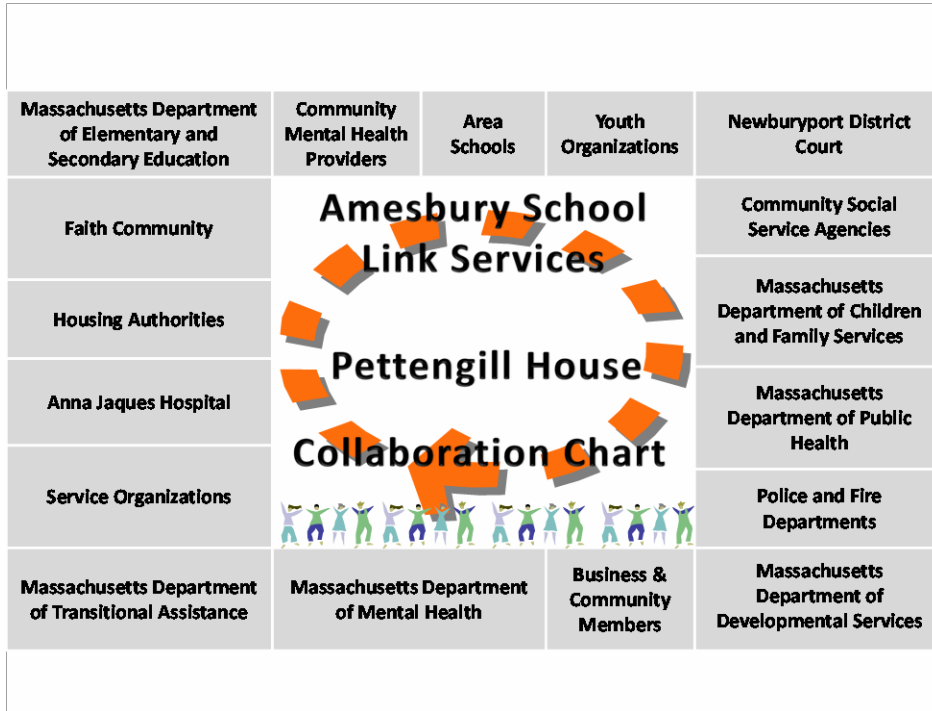 Massachusetts Department
of Elementary and
Secondary Education
Community
Mental Health
Providers
Area
Schools
Youth
Organizations
Newburyport District
Court
Faith Community
Housing Authorities
Anna Jaques Hospital
Service Organizations
Amesbury School
Link Services
Pettengill House
Collaboration Chart
Community Social
Service Agencies
Massachusetts
Department of Children
and Family Services
Massachusetts
Department of Public
Health
Police and Fire
Departments
Massachusetts Department
of Transitional Assistance
Massachusetts Department
of Mental Health
Business &
Community
Members
Massachusetts
Department of
Developmental Services